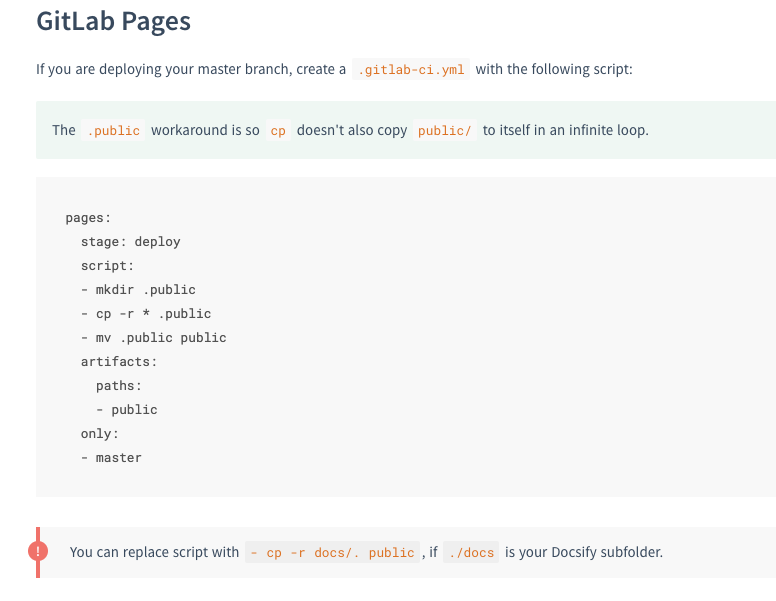 GitLab Pages
If you are deploying your master branch, create a .gitlab-ci.yml with the following script:
The .public workaround is so cp doesn't also copy public/ to itself in an infinite loop.
pages:
  stage: deploy
  script:
  - mkdir .public
  - cp -r * .public
  - mv .public public
  artifacts:
    paths:
    - public
  only:
  - master
! You can replace script with - cp -r docs/. public , if ./docs is your Docsify subfolder.